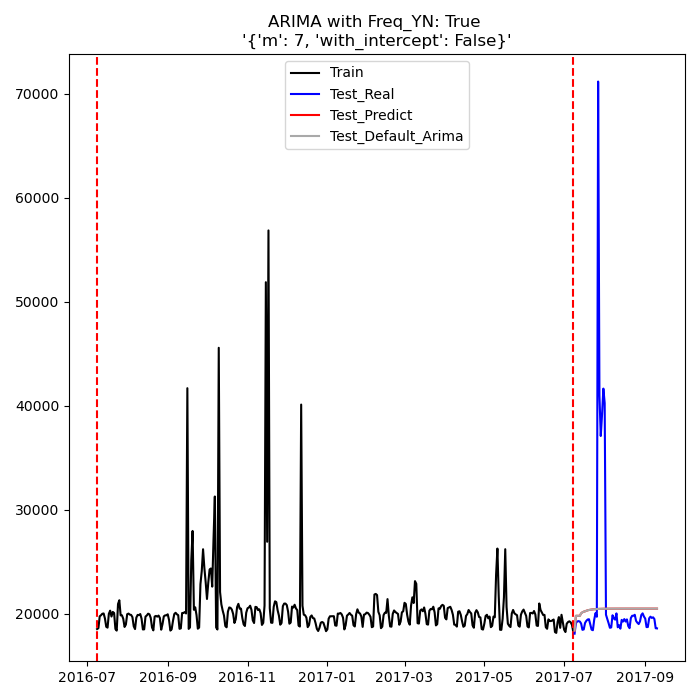 ARIMA with Freq_YN: True
'{'m': 7, 'with_intercept': False}'
Train
Test_Real
Test_Predict
Test_Default_Arima
70000
60000
50000
40000
30000
20000
2016-07
2016-09
2016-11
2017-01
2017-03
2017-05
2017-07
2017-09